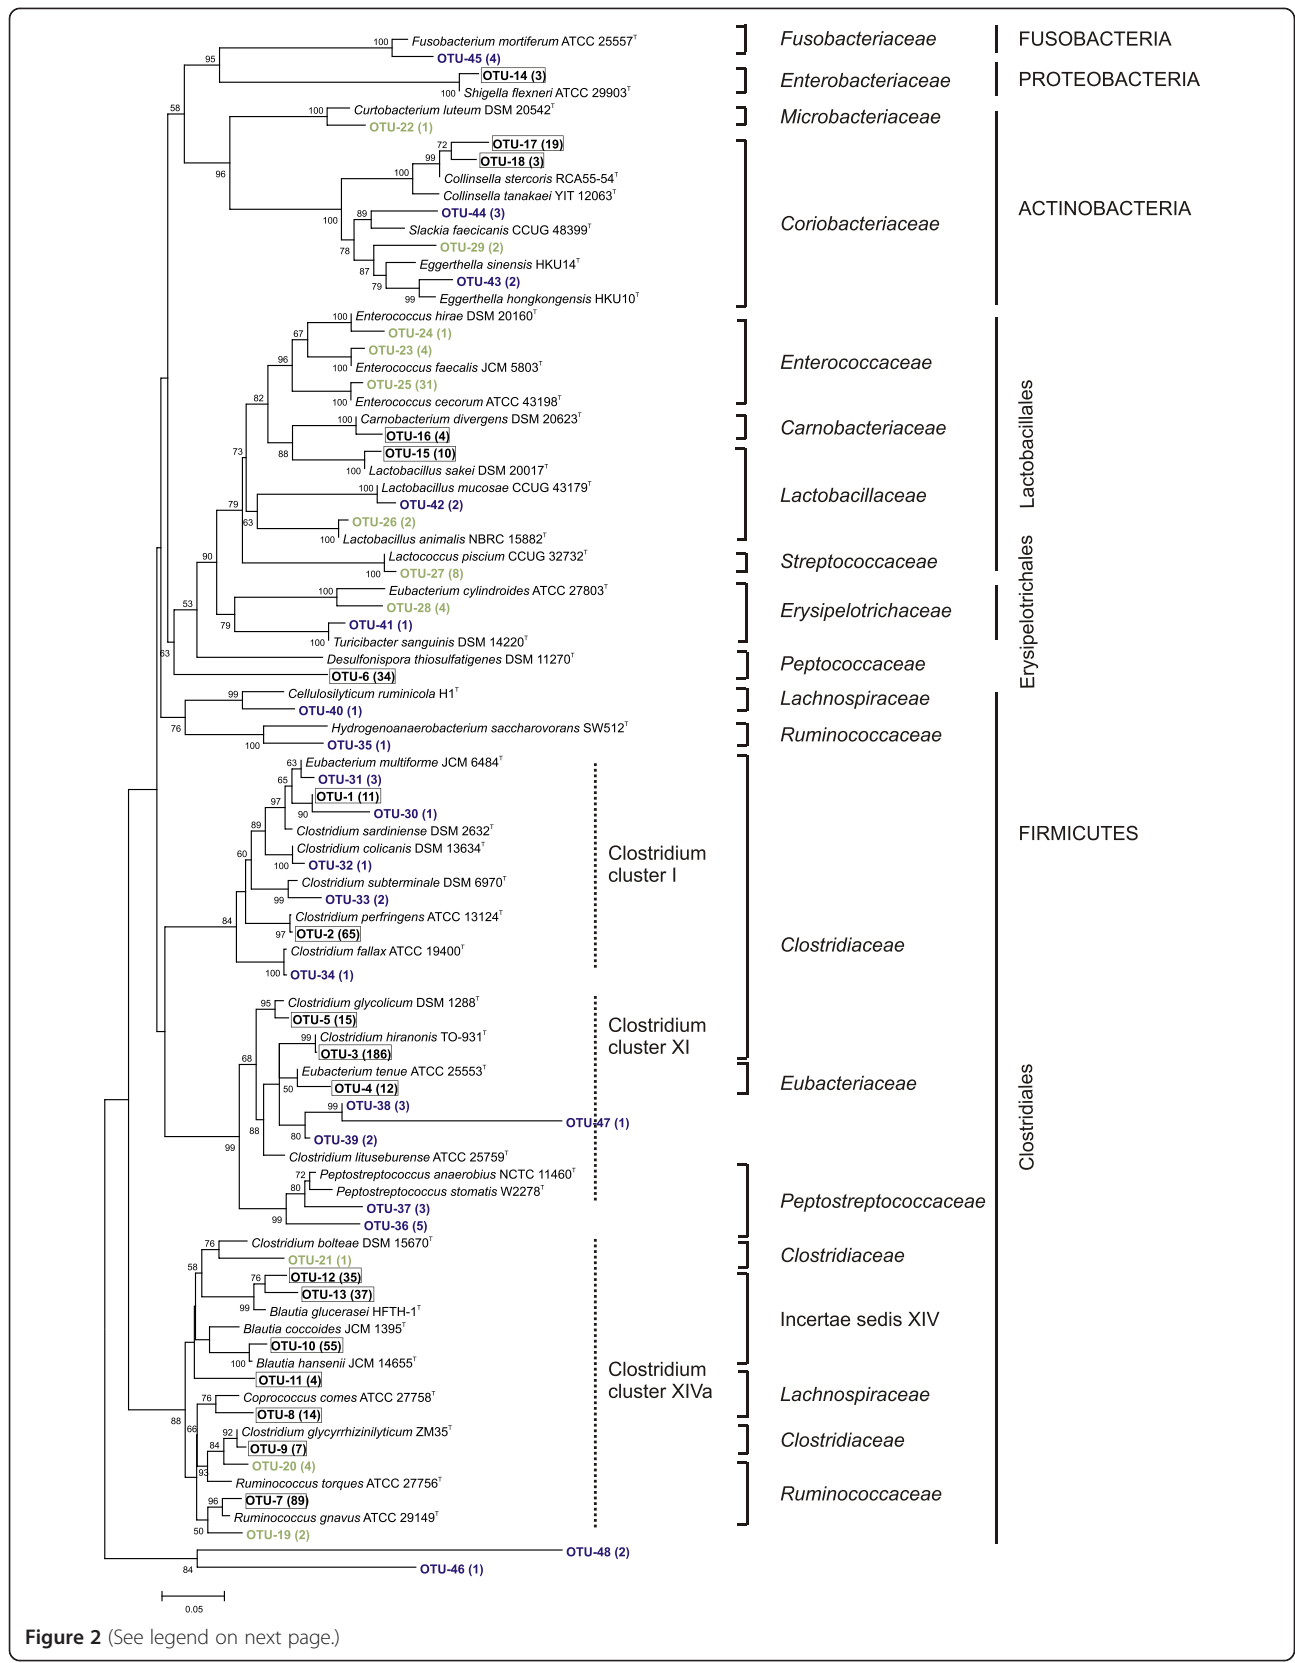 Fusobacterium mortiferum ATCC 25557T
100
OTU-45 (4)
95
OTU-14 (3)
100
Shigella flexneri ATCC 29903T
58
Curtobacterium luteum DSM 20542T
100
OTU-22 (1)
96
OTU-17 (19)
72
OTU-18 (3)
99
Collinsella stercoris RCA55-54T
100
Collinsella tanakaei YIT 12063T
100
OTU-44 (3)
89
Slackia faecicanis CCUG 48399T
78
OTU-29 (2)
87
Eggerthella sinensis HKU14T
79
OTU-43 (2)
99
Eggerthella hongkongensis HKU10T
Enterococcus hirae DSM 20160T
100
OTU-24 (1)
67
OTU-23 (4)
96
100
Enterococcus faecalis JCM 5803T
OTU-25 (31)
82
100
Enterococcus cecorum ATCC 43198T
Carnobacterium divergens DSM 20623T
100
OTU-16 (4)
88
OTU-15 (10)
73
100
Lactobacillus sakei DSM 20017T
Lactobacillus mucosae CCUG 43179T
100
OTU-42 (2)
79
63
OTU-26 (2)
100
Lactobacillus animalis NBRC 15882T
Lactococcus piscium CCUG 32732T
90
100
OTU-27 (8)
Eubacterium cylindroides ATCC 27803T
100
OTU-28 (4)
53
79
OTU-41 (1)
100
Turicibacter sanguinis DSM 14220T
63
Desulfonispora thiosulfatigenes DSM 11270T
OTU-6 (34)
Cellulosilyticum ruminicola H1T
99
OTU-40 (1)
76
Hydrogenoanaerobacterium saccharovorans SW512T
100
OTU-35 (1)
Eubacterium multiforme JCM 6484T
63
OTU-31 (3)
65
OTU-1 (11)
97
90
OTU-30 (1)
89
Clostridium sardiniense DSM 2632T
Clostridium colicanis DSM 13634T
60
100
OTU-32 (1)
Clostridium subterminale DSM 6970T
99
OTU-33 (2)
84
Clostridium perfringens ATCC 13124T
97
OTU-2 (65)
Clostridium fallax ATCC 19400T
100
OTU-34 (1)
Clostridium glycolicum DSM 1288T
95
OTU-5 (15)
Clostridium hiranonis TO-931T
99
OTU-3 (186)
68
Eubacterium tenue ATCC 25553T
50
OTU-4 (12)
OTU-38 (3)
99
OTU-47 (1)
88
80
OTU-39 (2)
99
Clostridium lituseburense ATCC 25759T
Peptostreptococcus anaerobius NCTC 11460T
72
Peptostreptococcus stomatis W2278T
80
OTU-37 (3)
99
OTU-36 (5)
Clostridium bolteae DSM 15670T
76
OTU-21 (1)
58
OTU-12 (35)
76
OTU-13 (37)
99
Blautia glucerasei HFTH-1T
Blautia coccoides JCM 1395T
OTU-10 (55)
100
Blautia hansenii JCM 14655T
OTU-11 (4)
Coprococcus comes ATCC 27758T
76
OTU-8 (14)
88
66
Clostridium glycyrrhizinilyticum ZM35T
92
OTU-9 (7)
84
OTU-20 (4)
93
Ruminococcus torques ATCC 27756T
OTU-7 (89)
96
Ruminococcus gnavus ATCC 29149T
50
OTU-19 (2)
OTU-48 (2)
84
OTU-46 (1)
0.05
Clostridium
cluster I
Clostridium
cluster XI
Clostridium
cluster XIVa
Fusobacteriaceae
Enterobacteriaceae
Microbacteriaceae
Coriobacteriaceae
Enterococcaceae
Carnobacteriaceae
Lactobacillaceae
Streptococcaceae
Erysipelotrichaceae
Peptococcaceae
Lachnospiraceae
Ruminococcaceae
Clostridiaceae
Eubacteriaceae
Peptostreptococcaceae
Clostridiaceae
Incertae sedis XIV
Lachnospiraceae
Clostridiaceae
Ruminococcaceae
FUSOBACTERIA
PROTEOBACTERIA
ACTINOBACTERIA
Lactobacillales
Erysipelotrichales
FIRMICUTES
Clostridiales
Figure 2 (See legend on next page.)